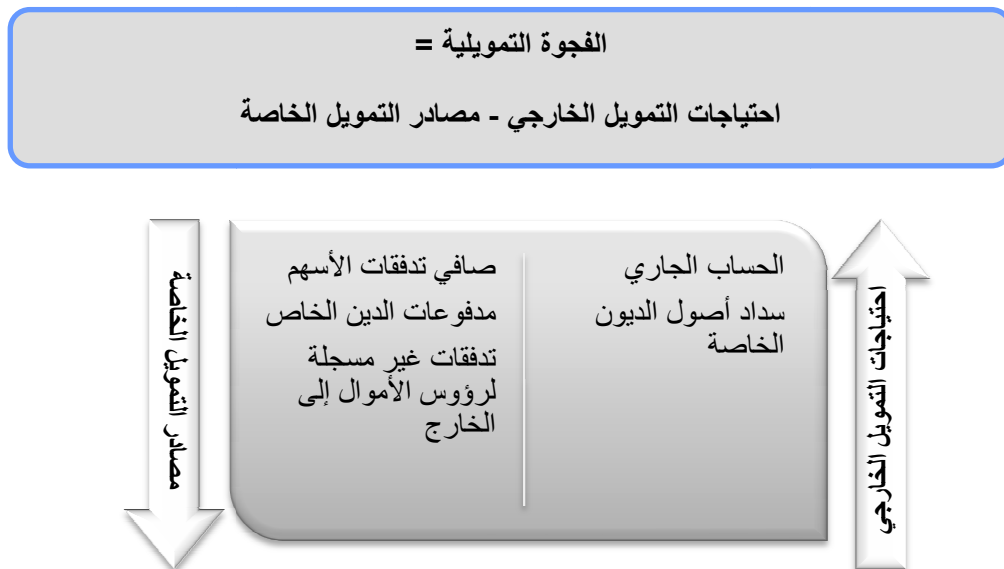 الفجوة التمويلية =
احتياجات التمويل الخارجي - مصادر التمويل الخاصة
احتياجات التمويل الخارجي
الحساب الجاري
سداد أصول الديون
الخاصة
صافي تدفقات الأسهم
مدفوعات الدين الخاص
تدفقات غير مسجلة
لرؤوس الأموال إلى
الخارج
مصادر التمويل الخاصة